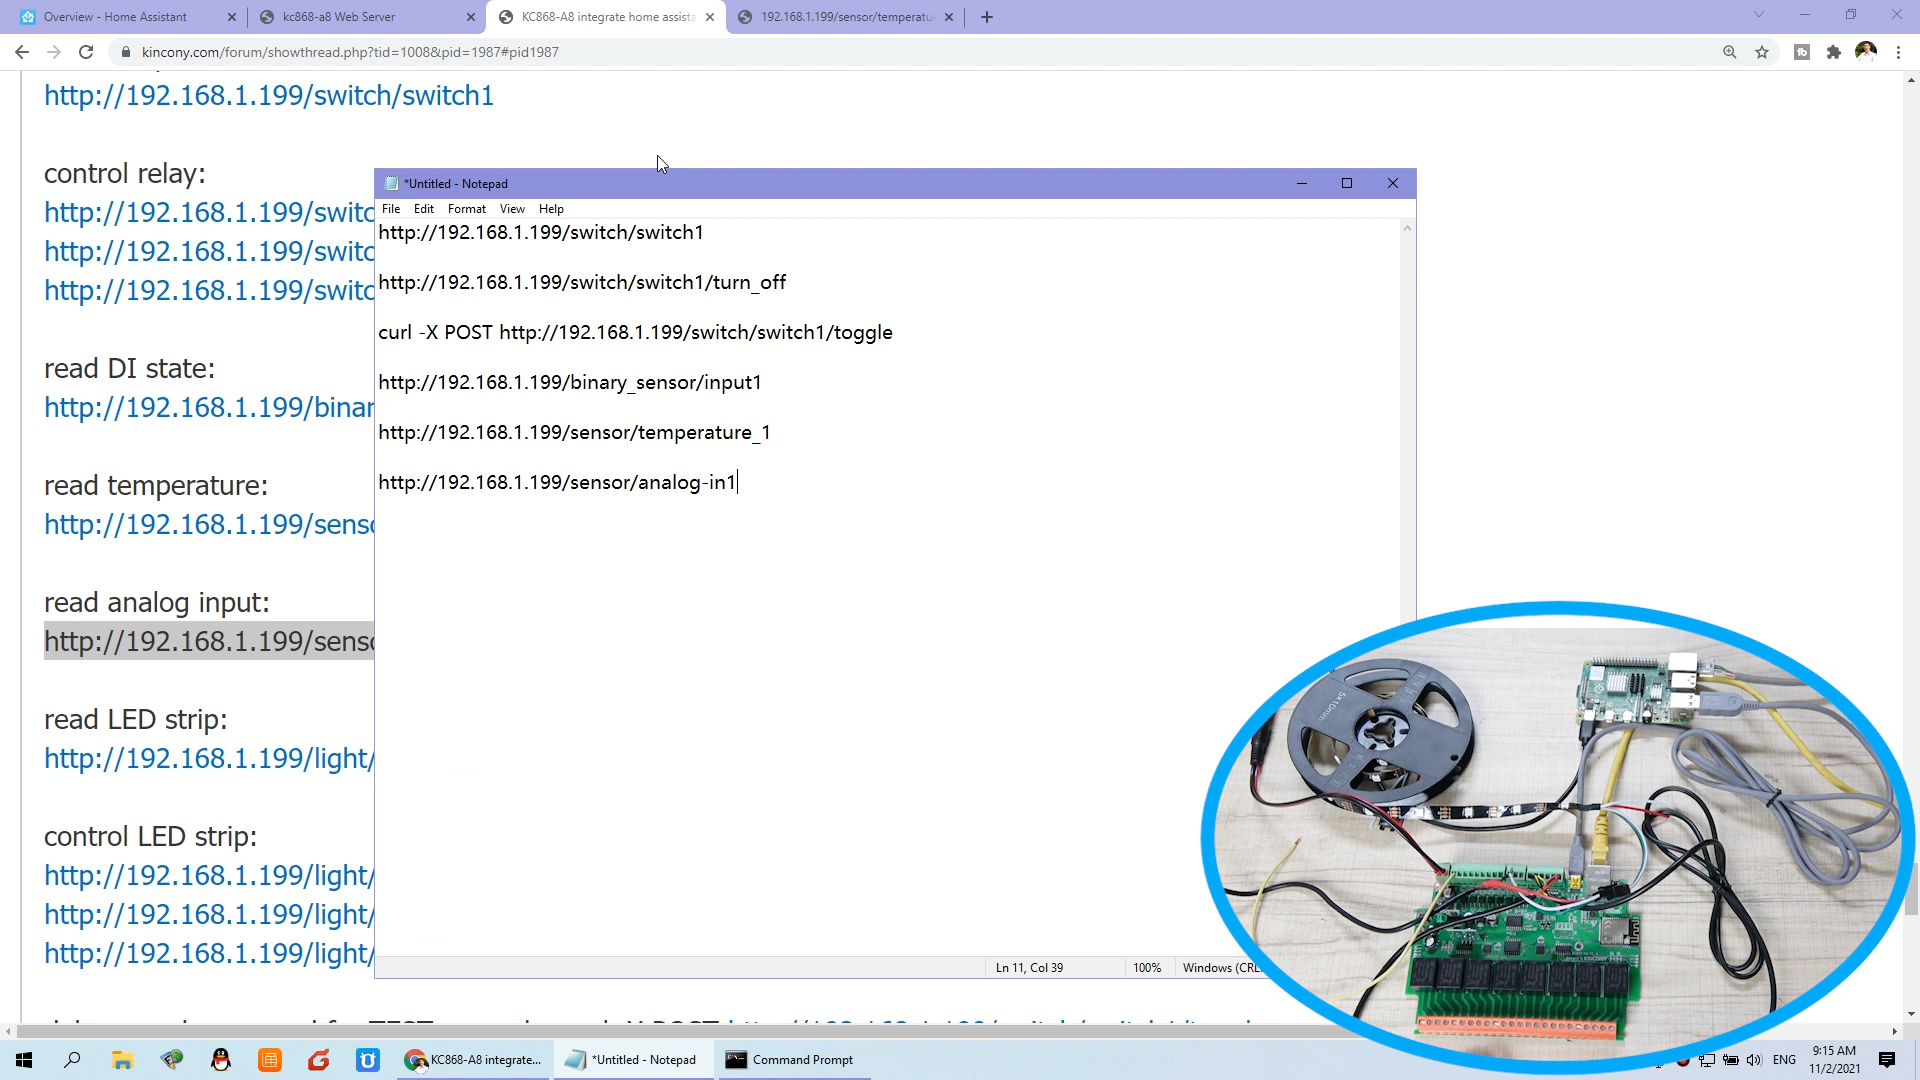 Overview - Home Assistant
kc868-a8 Web Server
KC868-A8 integrate home assista
192.168.1.199/sensor/temperatu
kincony.com/forum/showthread.php?tid=1008&pid=1987#pid1987
http://192.168.1.199/switch/switch1
control relay:
http://192.168.1.199/switc
http://192.168.1.199/switc
http://192.168.1.199/switc
read DI state:
http://192.168.1.199/binar
read temperature:
http://192.168.1.199/senso
read analog input:
http://192.168.1.199/senso
read LED strip:
http://192.168.1.199/light/
control LED strip:
http://192.168.1.199/light/
http://192.168.1.199/light/
http://192.168.1.199/light/
*Untitled - Notepad
File Edit Format View Help
http://192.168.1.199/switch/switch1
http://192.168.1.199/switch/switch1/turn_off
curl -X POST http://192.168.1.199/switch/switch1/toggle
http://192.168.1.199/binary_sensor/input1
http://192.168.1.199/sensor/temperature_1
http://192.168.1.199/sensor/analog-in1
Ln 11, Col 39
100%
Windows (CRL
5x10mm
KC868-A8 integrate...
*Untitled - Notepad
Command Prompt
ENG
9:15 AM
11/2/2021